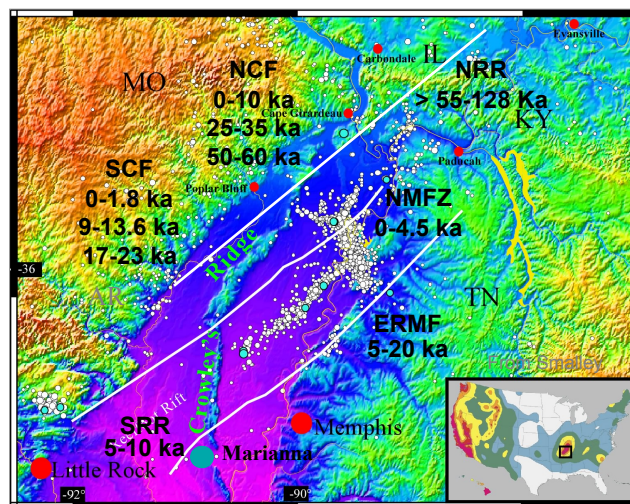 Evansville
Carbondale
IL
MO
NCF
0-10 ka
25-35 ka
50-60 ka
NRR
> 55-128 Ka
Cape Girardeau
KY
Paducah
SCF
0-1.8 ka
9-13.6 ka
17-23 ka
Poplar Bluff
NMFZ
0-4.5 ka
Ridge
-36
AR
TN
ERMF
5-20 ka
Crowley's
SRR
5-10 ka
Rift
Memphis
Marianna
Little Rock
-92°
-90